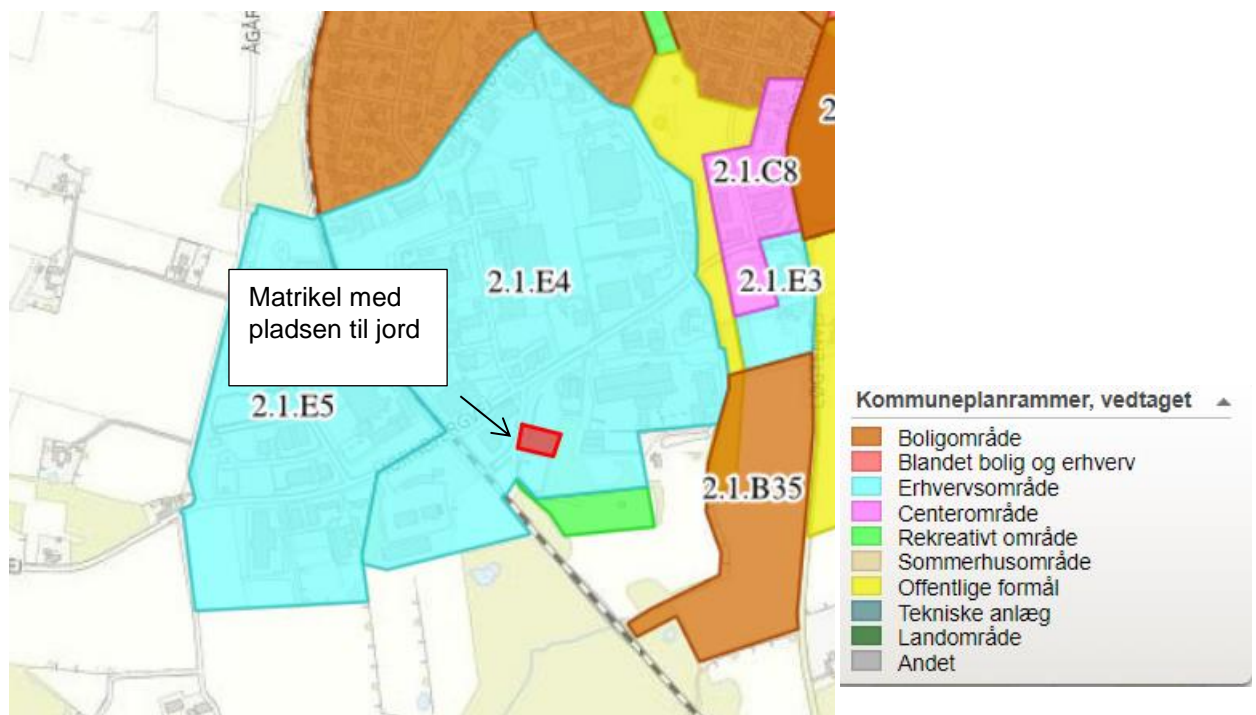 ÅGÅR
2
2.1.C8
2.1.E4
2.1.E3
Matrikel med
pladsen til jord
2.1.E5
2.1.B35
Kommuneplanrammer, vedtaget
Boligområde
Blandet bolig og erhverv
Erhvervsområde
Centerområde
Rekreativt område
Sommerhusområde
Offentlige formål
Tekniske anlæg
Landområde
Andet